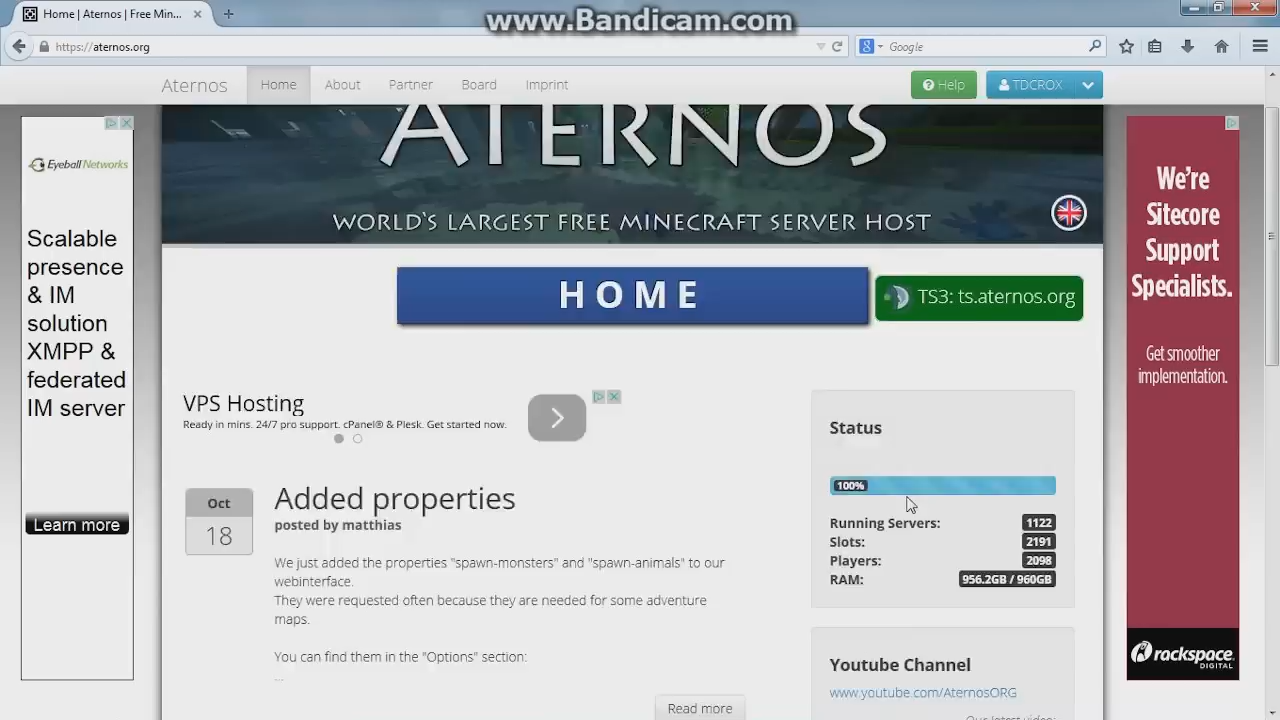 Home | Aternos | Free Min...
www.Bandicam.com
https://aternos.org
Google
Aternos
Home
About
Partner
Board
Imprint
Help
TDCROX
ATERNOS
WORLD'S LARGEST FREE MINECRAFT SERVER HOST
HOME
TS3: ts.aternos.org
Eyeball Networks
Scalable
presence
& IM
solution
XMPP &
federated
IM server
Learn more
VPS Hosting
Ready in mins. 24/7 pro support. cPanel® & Plesk. Get started now.
Oct
18
Added properties
posted by matthias
We just added the properties "spawn-monsters" and "spawn-animals" to our
webinterface.
They were requested often because they are needed for some adventure
maps.
You can find them in the "Options" section:
...
Read more
Status
100%
Running Servers: 1122
Slots: 2191
Players: 2098
RAM: 956.2GB / 960GB
Youtube Channel
www.youtube.com/AternosORG
Our latest video:
We're
Sitecore
Support
Specialists.
Get smoother
implementation.
rackspace
DIGITAL